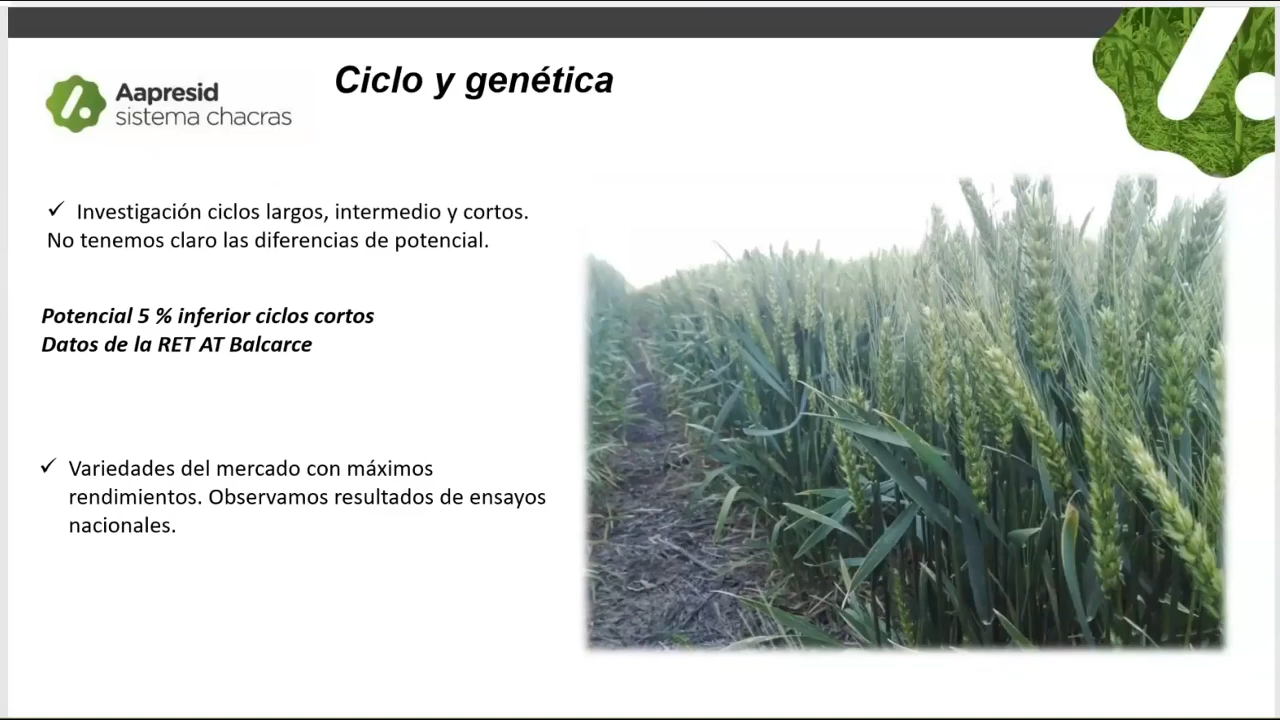 Aapresid
sistema chacras
Ciclo y genética
✓ Investigación ciclos largos, intermedio y cortos.
No tenemos claro las diferencias de potencial.
Potencial 5 % inferior ciclos cortos
Datos de la RET AT Balcarce
✓ Variedades del mercado con máximos
rendimientos. Observamos resultados de ensayos
nacionales.